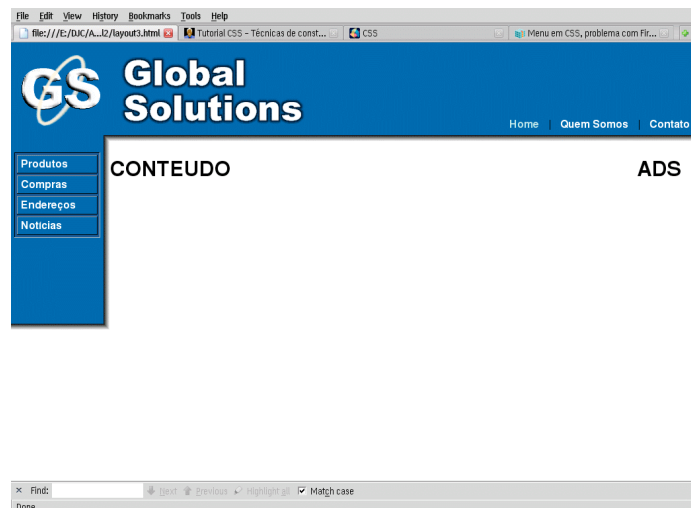 File Edit View History Bookmarks Tools Help
file:///E:/DJC/A...l2/layout3.html Tutorial CSS - Técnicas de const... CSS Menu em CSS, problema com Fir...
GS Global
Solutions
Home | Quem Somos | Contato
Produtos
Compras
Endereços
Notícias
CONTEUDO ADS
× Find: Next Previous Highlight all Match case
Done